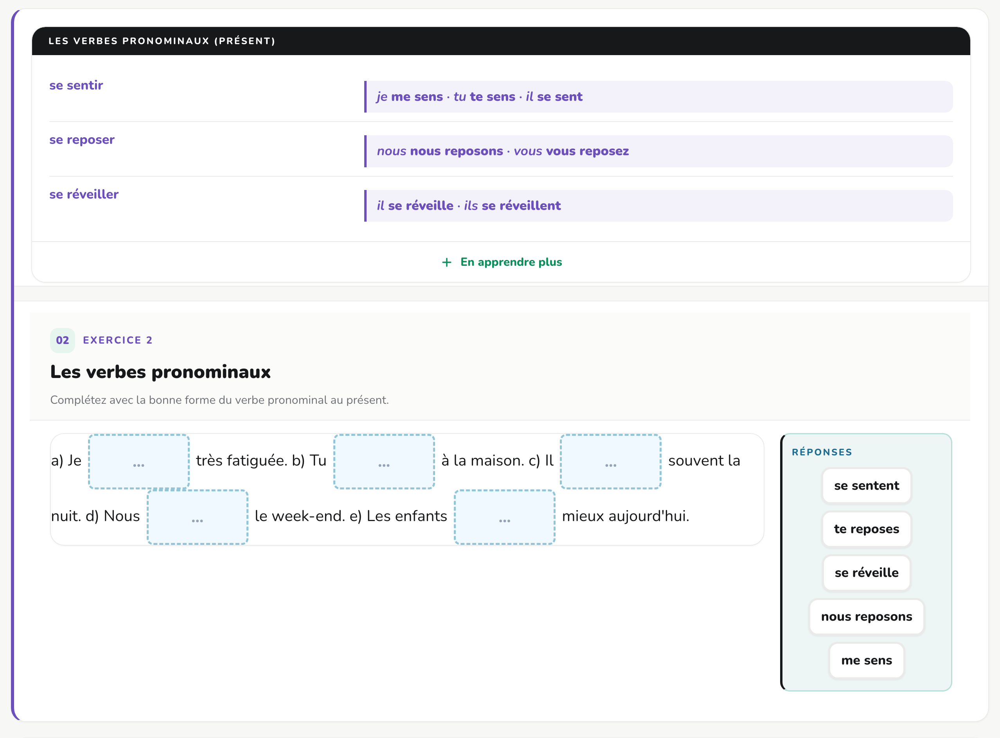 LES VERBES PRONOMINAUX (PRÉSENT)
se sentir
je me sens · tu te sens · il se sent
se reposer
nous nous reposons · vous vous reposez
se réveiller
il se réveille · ils se réveillent
+ En apprendre plus
02 EXERCICE 2
Les verbes pronominaux
Complétez avec la bonne forme du verbe pronominal au présent.
a) Je ... très fatiguée. b) Tu ... à la maison. c) Il ... souvent la
nuit. d) Nous ... le week-end. e) Les enfants ... mieux aujourd'hui.
RÉPONSES
se sentent
te reposes
se réveille
nous reposons
me sens